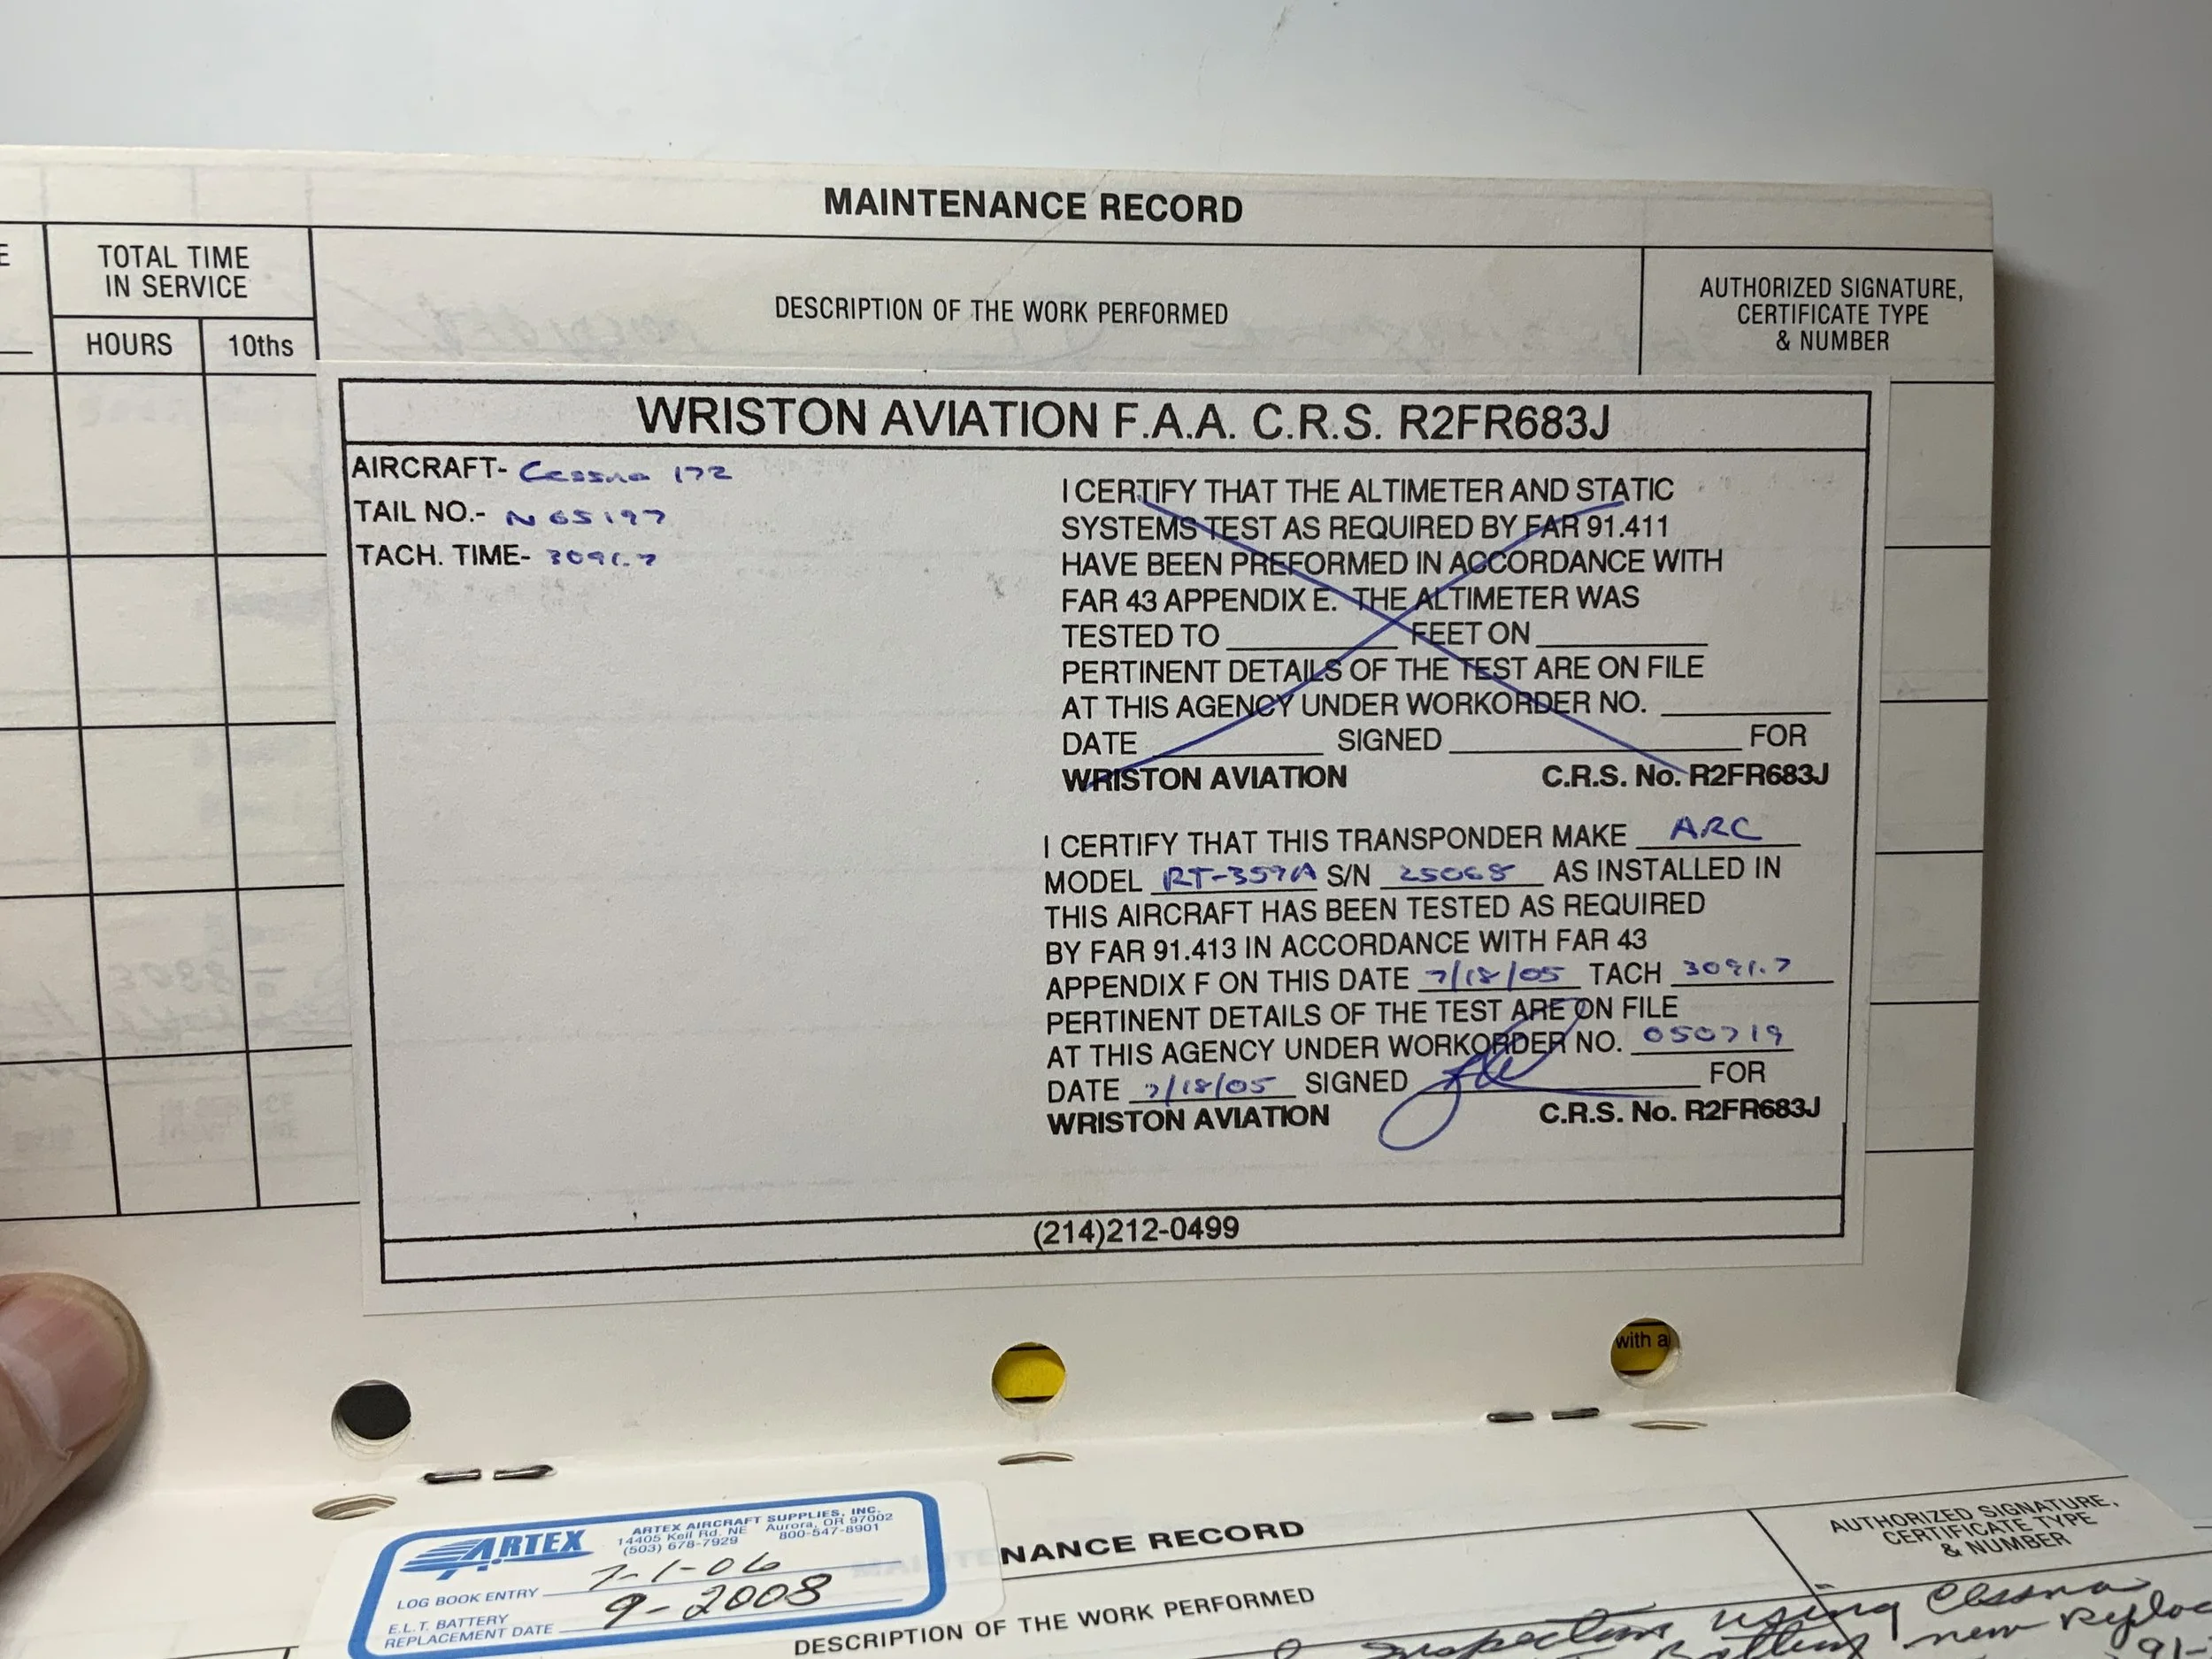 MAINTENANCE RECORD
E
TOTAL TIME
IN SERVICE
HOURS
10ths
DESCRIPTION OF THE WORK PERFORMED
AUTHORIZED SIGNATURE,
CERTIFICATE TYPE
& NUMBER
WRISTON AVIATION F.A.A. C.R.S. R2FR683J
AIRCRAFT- Cessna 172
TAIL NO.- N65197
TACH. TIME- 3091.7
I CERTIFY THAT THE ALTIMETER AND STATIC
SYSTEMS TEST AS REQUIRED BY FAR 91.411
HAVE BEEN PREFORMED IN ACCORDANCE WITH
FAR 43 APPENDIX E. THE ALTIMETER WAS
TESTED TO FEET ON
PERTINENT DETAILS OF THE TEST ARE ON FILE
AT THIS AGENCY UNDER WORKORDER NO.
DATE SIGNED FOR
WRISTON AVIATION C.R.S. No. R2FR683J
I CERTIFY THAT THIS TRANSPONDER MAKE ARC
MODEL RT-359A S/N 25068 AS INSTALLED IN
THIS AIRCRAFT HAS BEEN TESTED AS REQUIRED
BY FAR 91.413 IN ACCORDANCE WITH FAR 43
APPENDIX F ON THIS DATE 7/18/05 TACH 3091.7
PERTINENT DETAILS OF THE TEST ARE ON FILE
AT THIS AGENCY UNDER WORKORDER NO. 050719
DATE 7/18/05 SIGNED FOR
WRISTON AVIATION C.R.S. No. R2FR683J
(214)212-0499
with a
ARTEX
ARTEX AIRCRAFT SUPPLIES, INC.
14405 Keil Rd. NE Aurora, OR 97002
(503) 678-7929 800-547-8901
LOG BOOK ENTRY 7-1-06
E.L.T. BATTERY
REPLACEMENT DATE 9-2008
NANCE RECORD
DESCRIPTION OF THE WORK PERFORMED
AUTHORIZED SIGNATURE,
CERTIFICATE TYPE
& NUMBER
Inspection using Cessna
Battery new Replac
91-